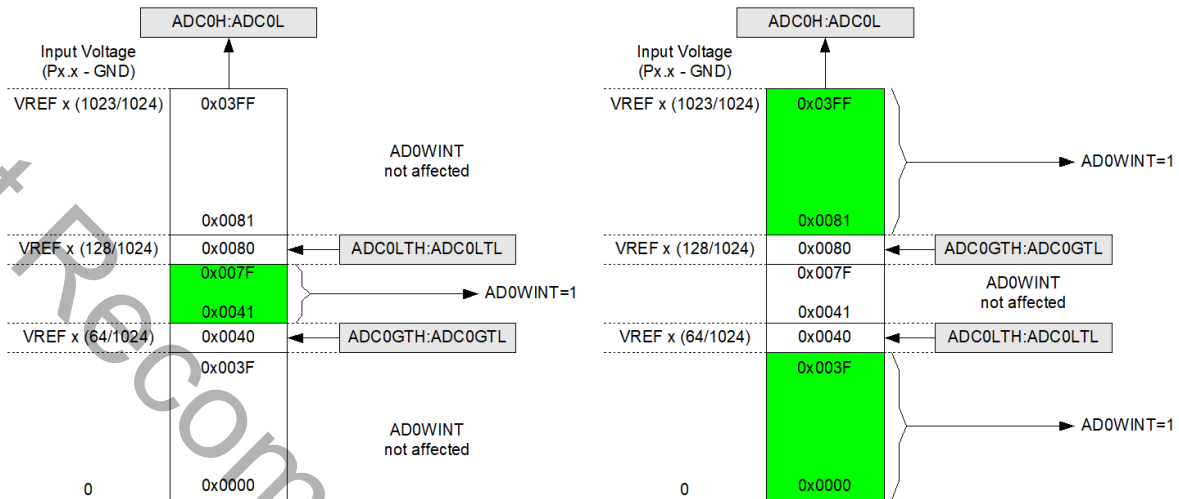 ADC0H:ADC0L
Input Voltage
(Px.x - GND)
VREF x (1023/1024)
0x03FF
AD0WINT
not affected
0x0081
VREF x (128/1024)
0x0080
ADC0LTH:ADC0LTL
0x007F
AD0WINT=1
0x0041
VREF x (64/1024)
0x0040
ADC0GTH:ADC0GTL
0x003F
AD0WINT
not affected
0
0x0000
ADC0H:ADC0L
Input Voltage
(Px.x - GND)
VREF x (1023/1024)
0x03FF
AD0WINT=1
0x0081
VREF x (128/1024)
0x0080
ADC0GTH:ADC0GTL
0x007F
AD0WINT
not affected
0x0041
VREF x (64/1024)
0x0040
ADC0LTH:ADC0LTL
0x003F
AD0WINT=1
0
0x0000